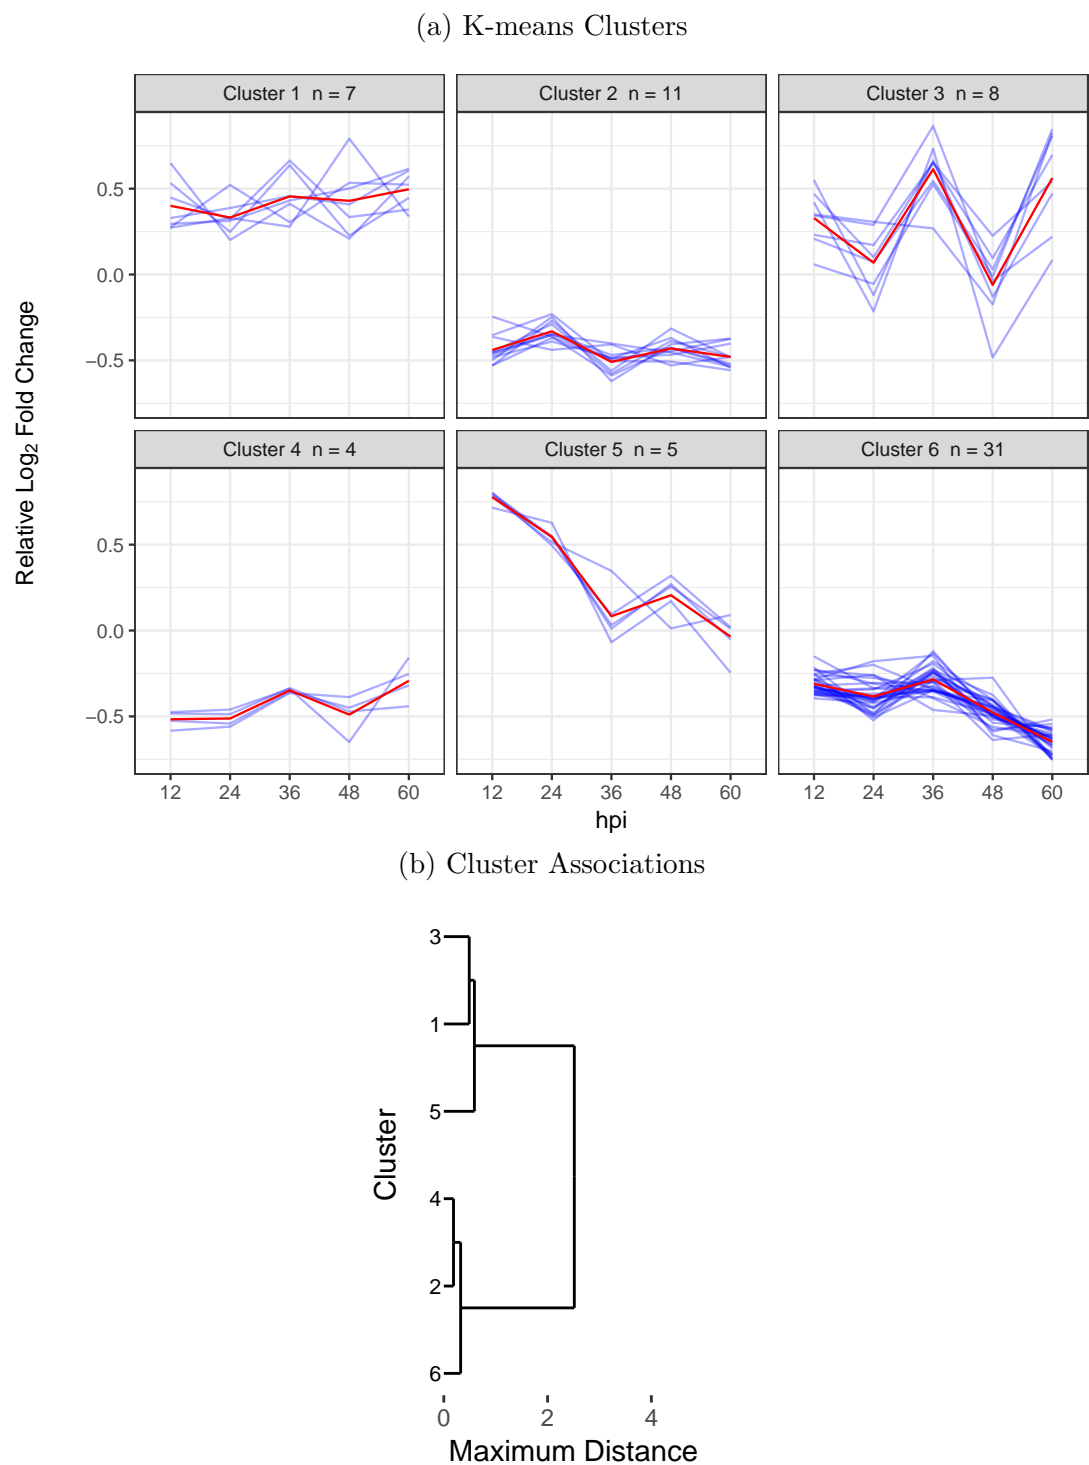 (a) K-means Clusters
Cluster 1 n = 7
Cluster 2 n = 11
Cluster 3 n = 8
0.5
0.0
−0.5
Relative Log₂ Fold Change
Cluster 4 n = 4
Cluster 5 n = 5
Cluster 6 n = 31
0.5
0.0
−0.5
12 24 36 48 60
12 24 36 48 60
12 24 36 48 60
hpi
(b) Cluster Associations
3
1
5
4
2
6
Cluster
0 2 4
Maximum Distance